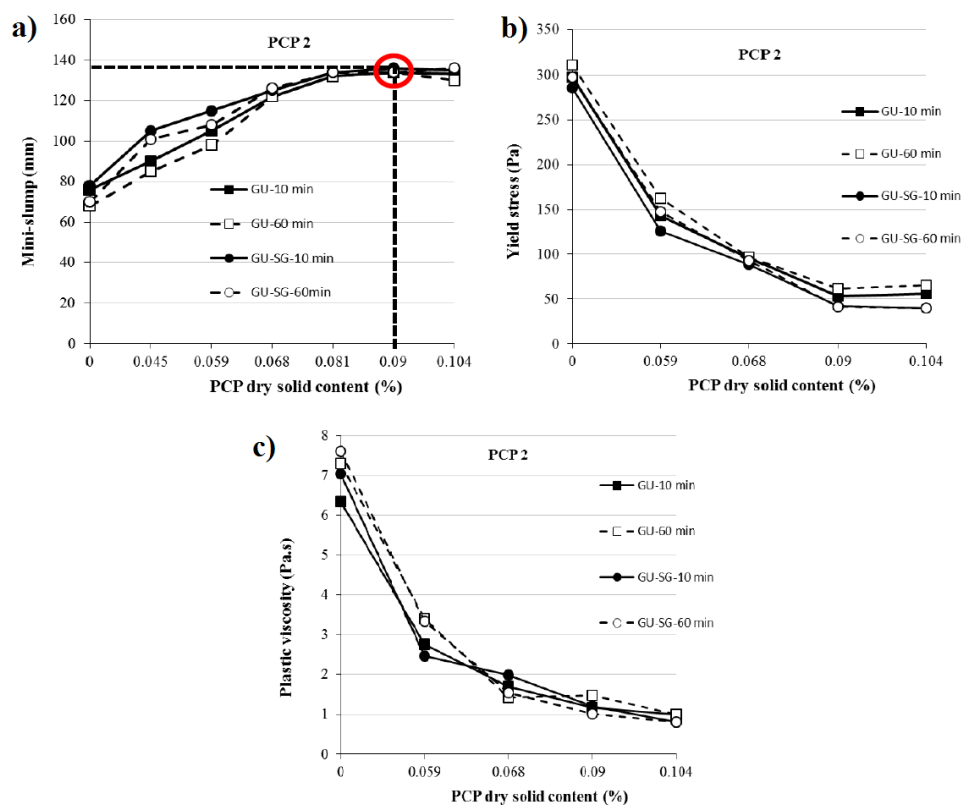 a)
PCP 2
160
140
120
100
80
60
40
20
0
Mini-slump (mm)
GU-10 min
GU-60 min
GU-SG-10 min
GU-SG-60min
0 0.045 0.059 0.068 0.081 0.09 0.104
PCP dry solid content (%)
b)
PCP 2
350
300
250
200
150
100
50
0
Yield stress (Pa)
GU-10 min
GU-60 min
GU-SG-10 min
GU-SG-60 min
0 0.059 0.068 0.09 0.104
PCP dry solid content (%)
c)
PCP 2
8
7
6
5
4
3
2
1
0
Plastic viscosity (Pa.s)
GU-10 min
GU-60 min
GU-SG-10 min
GU-SG-60 min
0 0.059 0.068 0.09 0.104
PCP dry solid content (%)